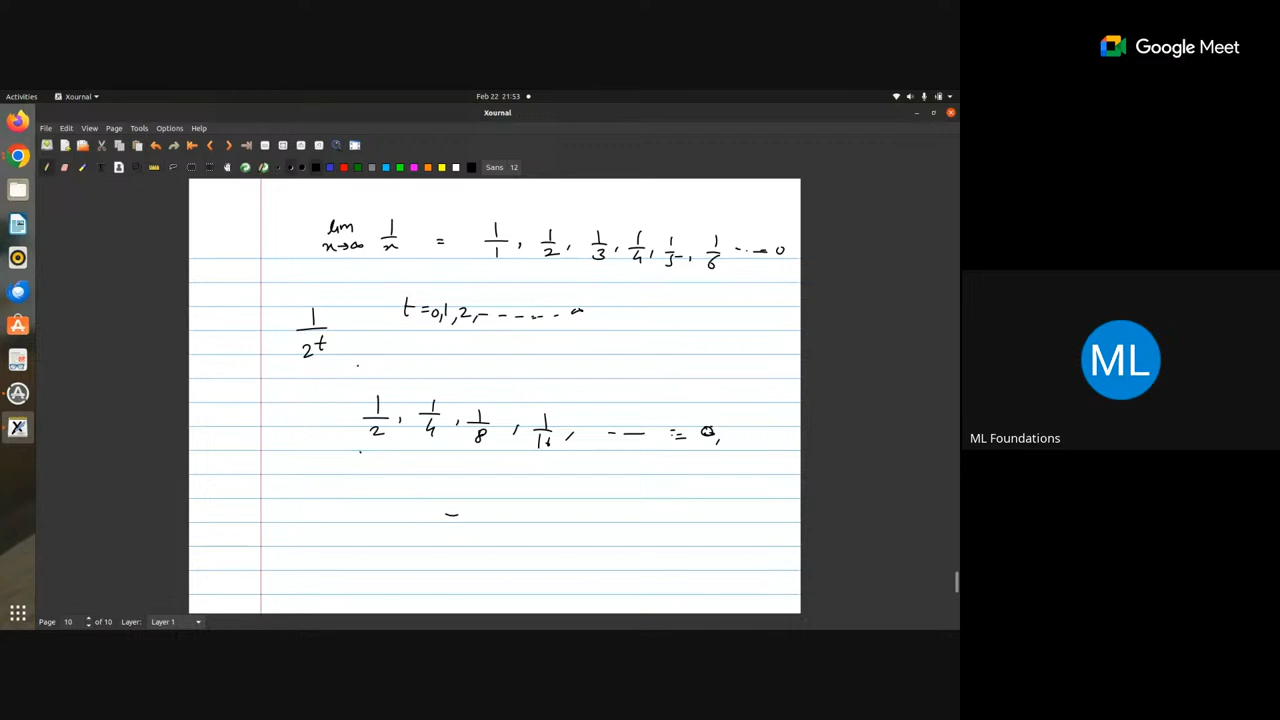 Google Meet
Activities Xournal Feb 22 21:53
Xournal
File Edit View Page Tools Options Help
Sans 12
lim n→∞ 1/n = 1/1, 1/2, 1/3, 1/4, 1/5, 1/6 ... = 0
1/2^t t = 0, 1, 2, - - - - - - ∞
1/2, 1/4, 1/8, 1/16, - — = 0,
ML
ML Foundations
Page 10 of 10 Layer: Layer 1